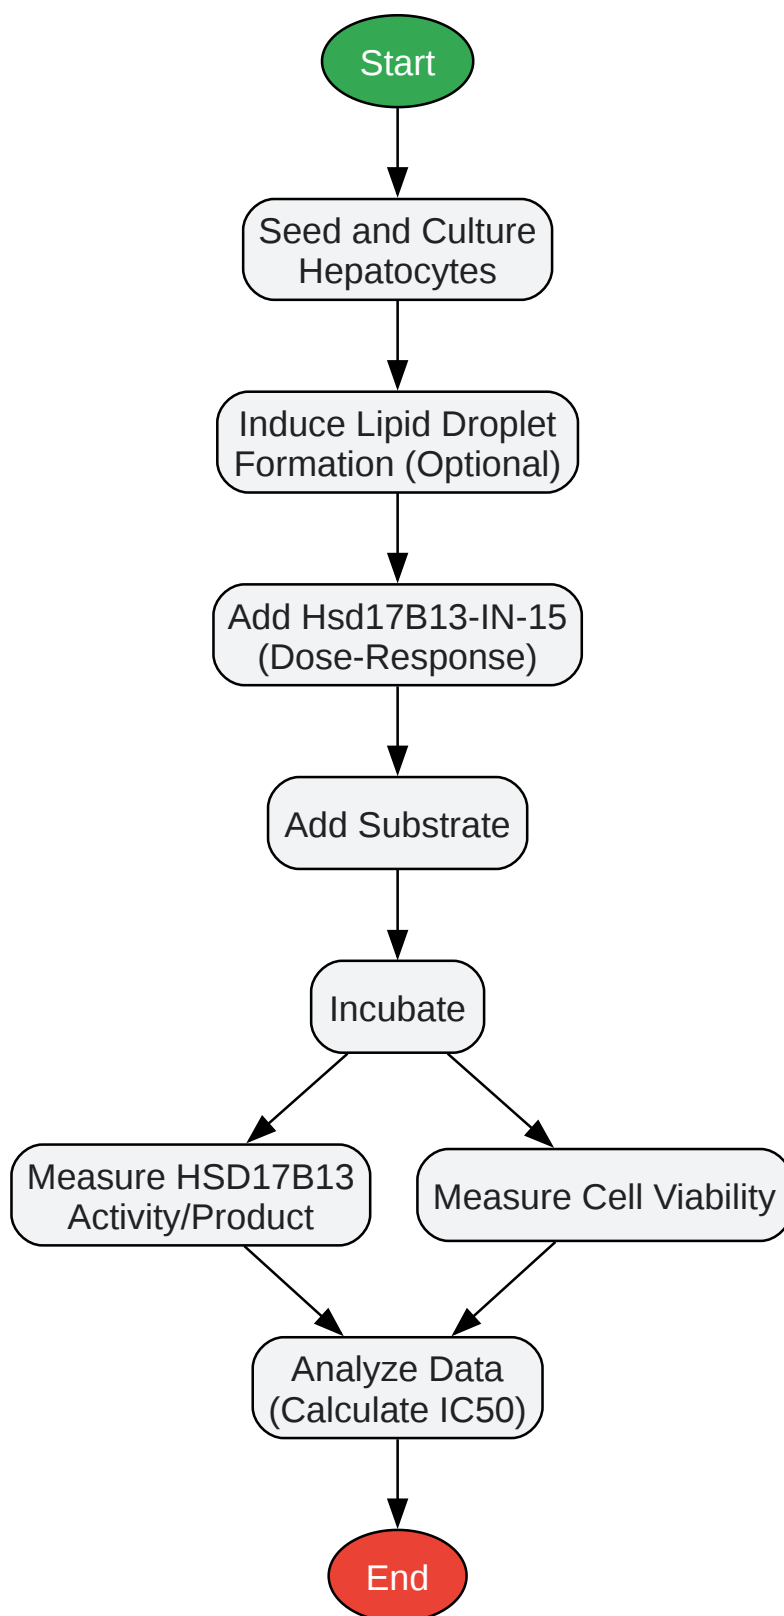 Start
Seed and Culture
Hepatocytes
Induce Lipid Droplet
Formation (Optional)
Add Hsd17B13-IN-15
(Dose-Response)
Add Substrate
Incubate
Measure HSD17B13
Activity/Product
Measure Cell Viability
Analyze Data
(Calculate IC50)
End